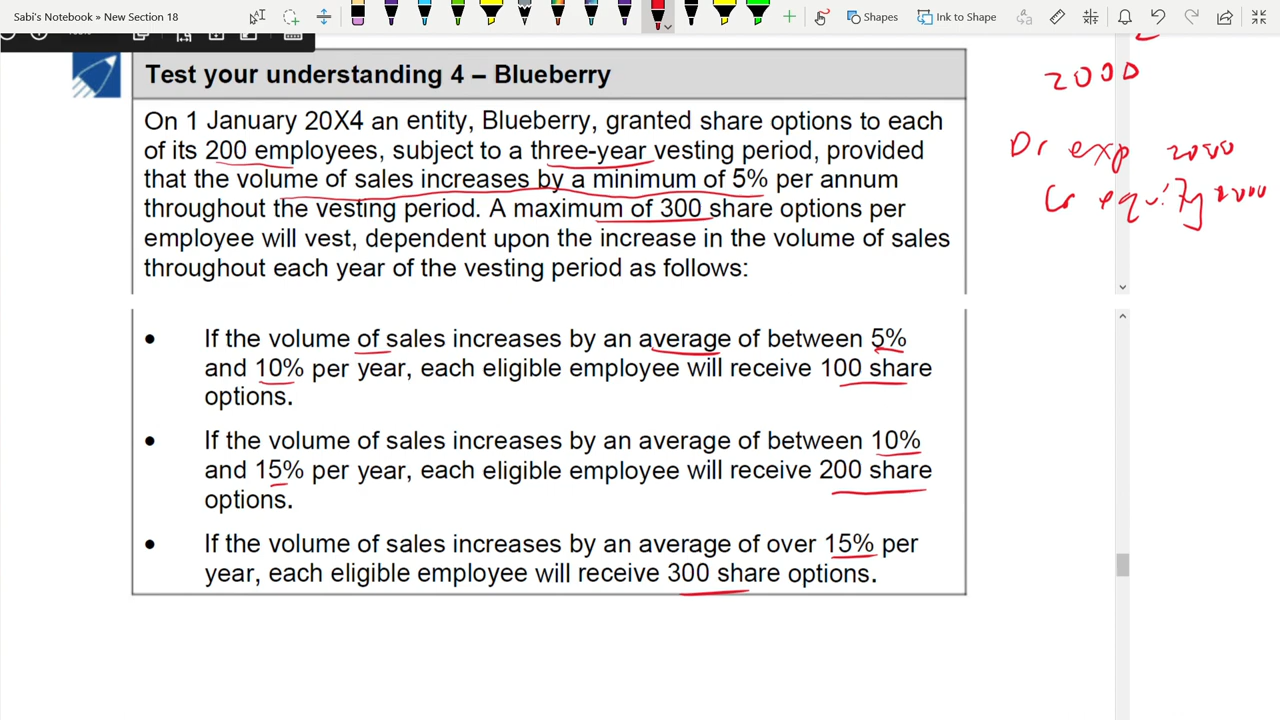 Sabi's Notebook » New Section 18
Shapes
Ink to Shape
Test your understanding 4 – Blueberry
On 1 January 20X4 an entity, Blueberry, granted share options to each
of its 200 employees, subject to a three-year vesting period, provided
that the volume of sales increases by a minimum of 5% per annum
throughout the vesting period. A maximum of 300 share options per
employee will vest, dependent upon the increase in the volume of sales
throughout each year of the vesting period as follows:
• If the volume of sales increases by an average of between 5%
and 10% per year, each eligible employee will receive 100 share
options.
• If the volume of sales increases by an average of between 10%
and 15% per year, each eligible employee will receive 200 share
options.
• If the volume of sales increases by an average of over 15% per
year, each eligible employee will receive 300 share options.
2000
Dr exp 2000
Cr equity 2000